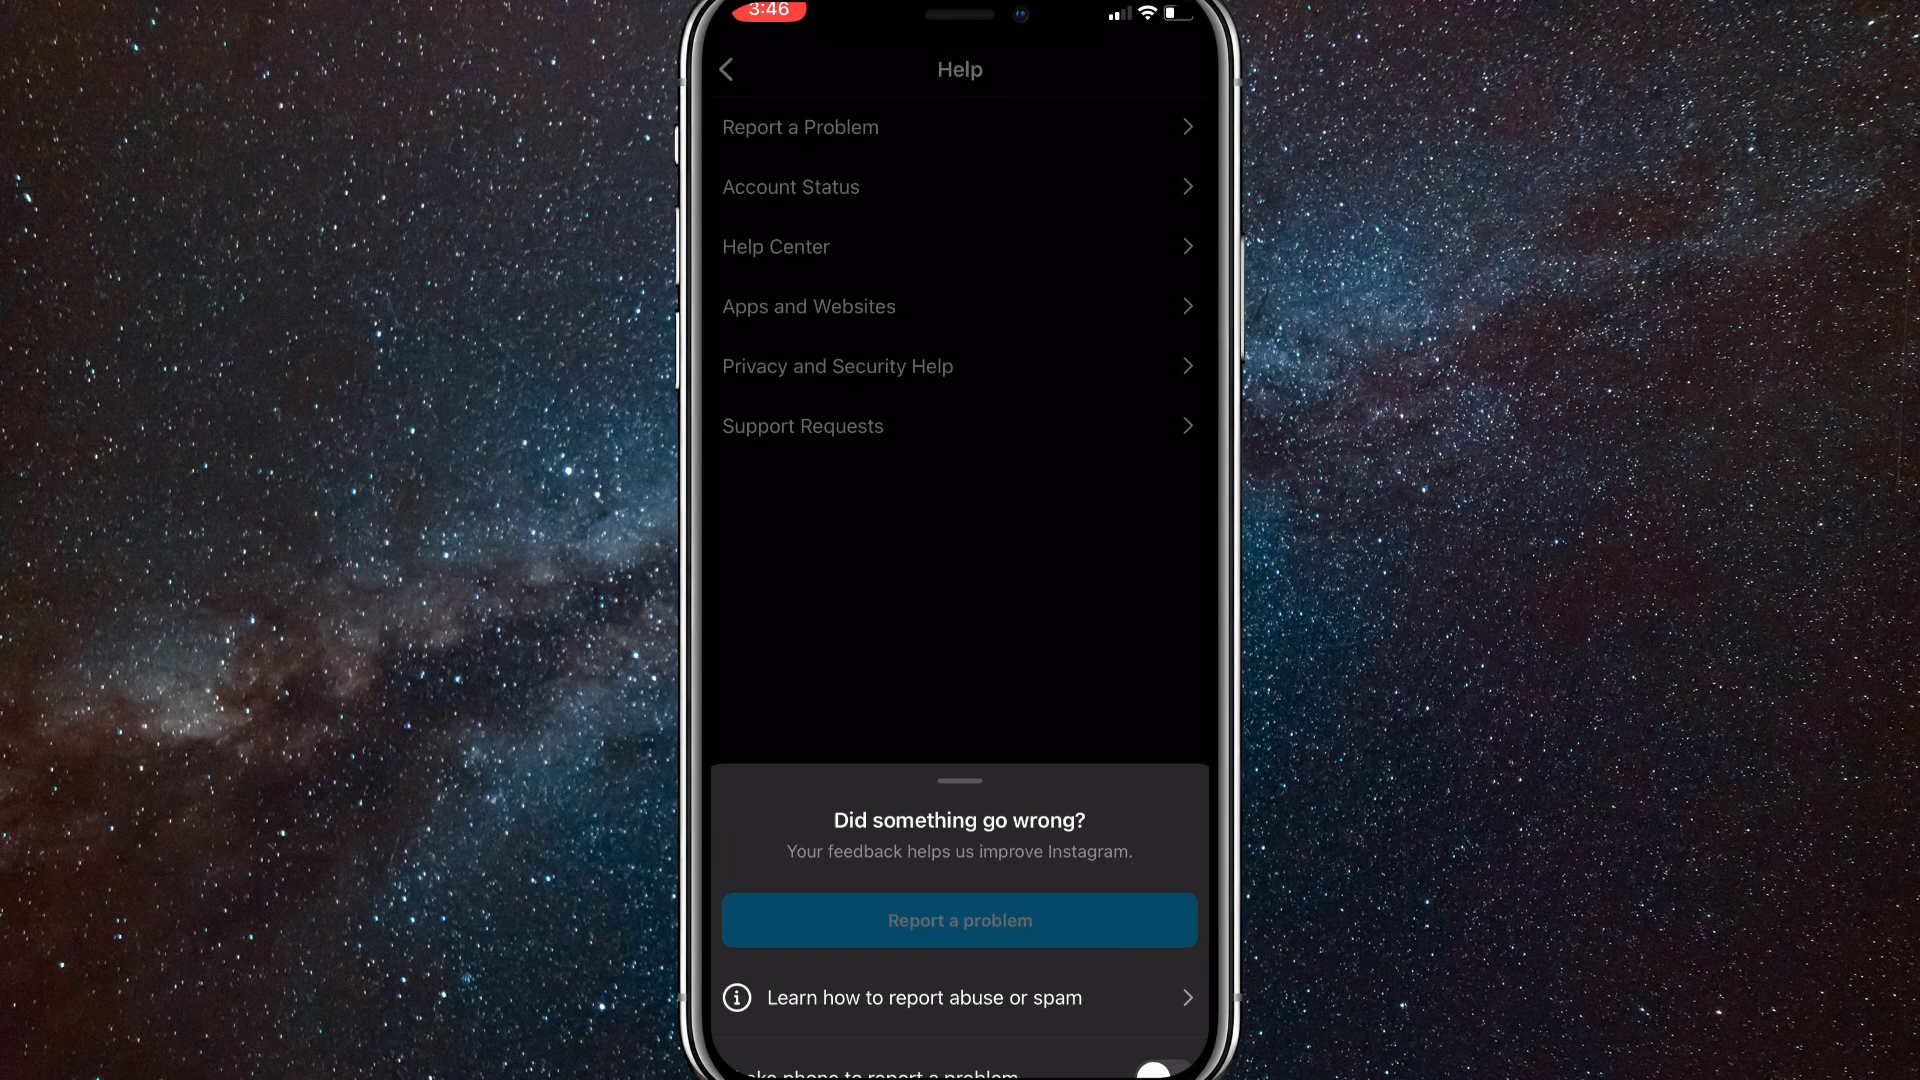 3:46
Help
Report a Problem
Account Status
Help Center
Apps and Websites
Privacy and Security Help
Support Requests
Did something go wrong?
Your feedback helps us improve Instagram.
Report a problem
Learn how to report abuse or spam
phone to report a problem